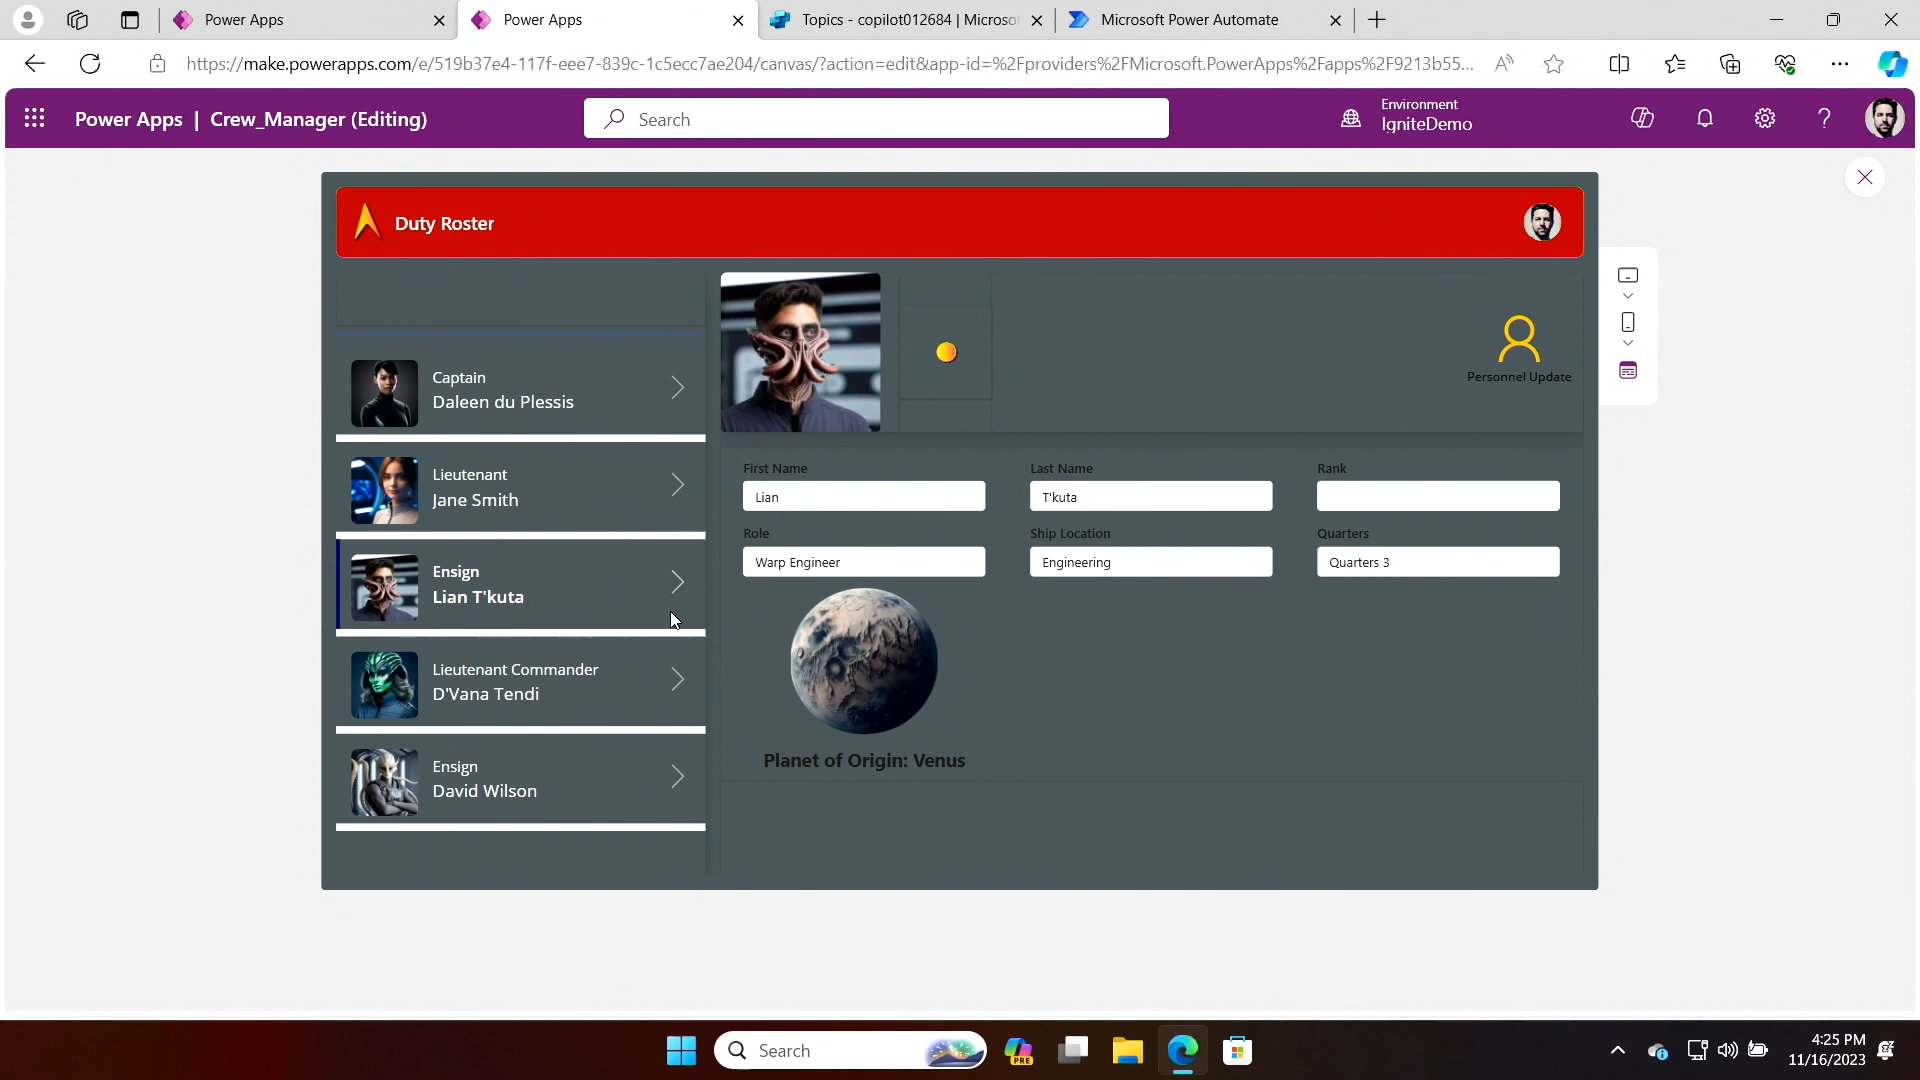 Power Apps
Power Apps
Topics - copilot012684 | Microso
Microsoft Power Automate
https://make.powerapps.com/e/519b37e4-117f-eee7-839c-1c5ecc7ae204/canvas/?action=edit&app-id=%2Fproviders%2FMicrosoft.PowerApps%2Fapps%2F9213b55...
Power Apps | Crew_Manager (Editing)
Search
Environment
IgniteDemo
Duty Roster
Captain
Daleen du Plessis
Lieutenant
Jane Smith
Ensign
Lian T'kuta
Lieutenant Commander
D'Vana Tendi
Ensign
David Wilson
Personnel Update
First Name
Last Name
Rank
Lian
T'kuta
Role
Ship Location
Quarters
Warp Engineer
Engineering
Quarters 3
Planet of Origin: Venus
Search
PRE
4:25 PM
11/16/2023